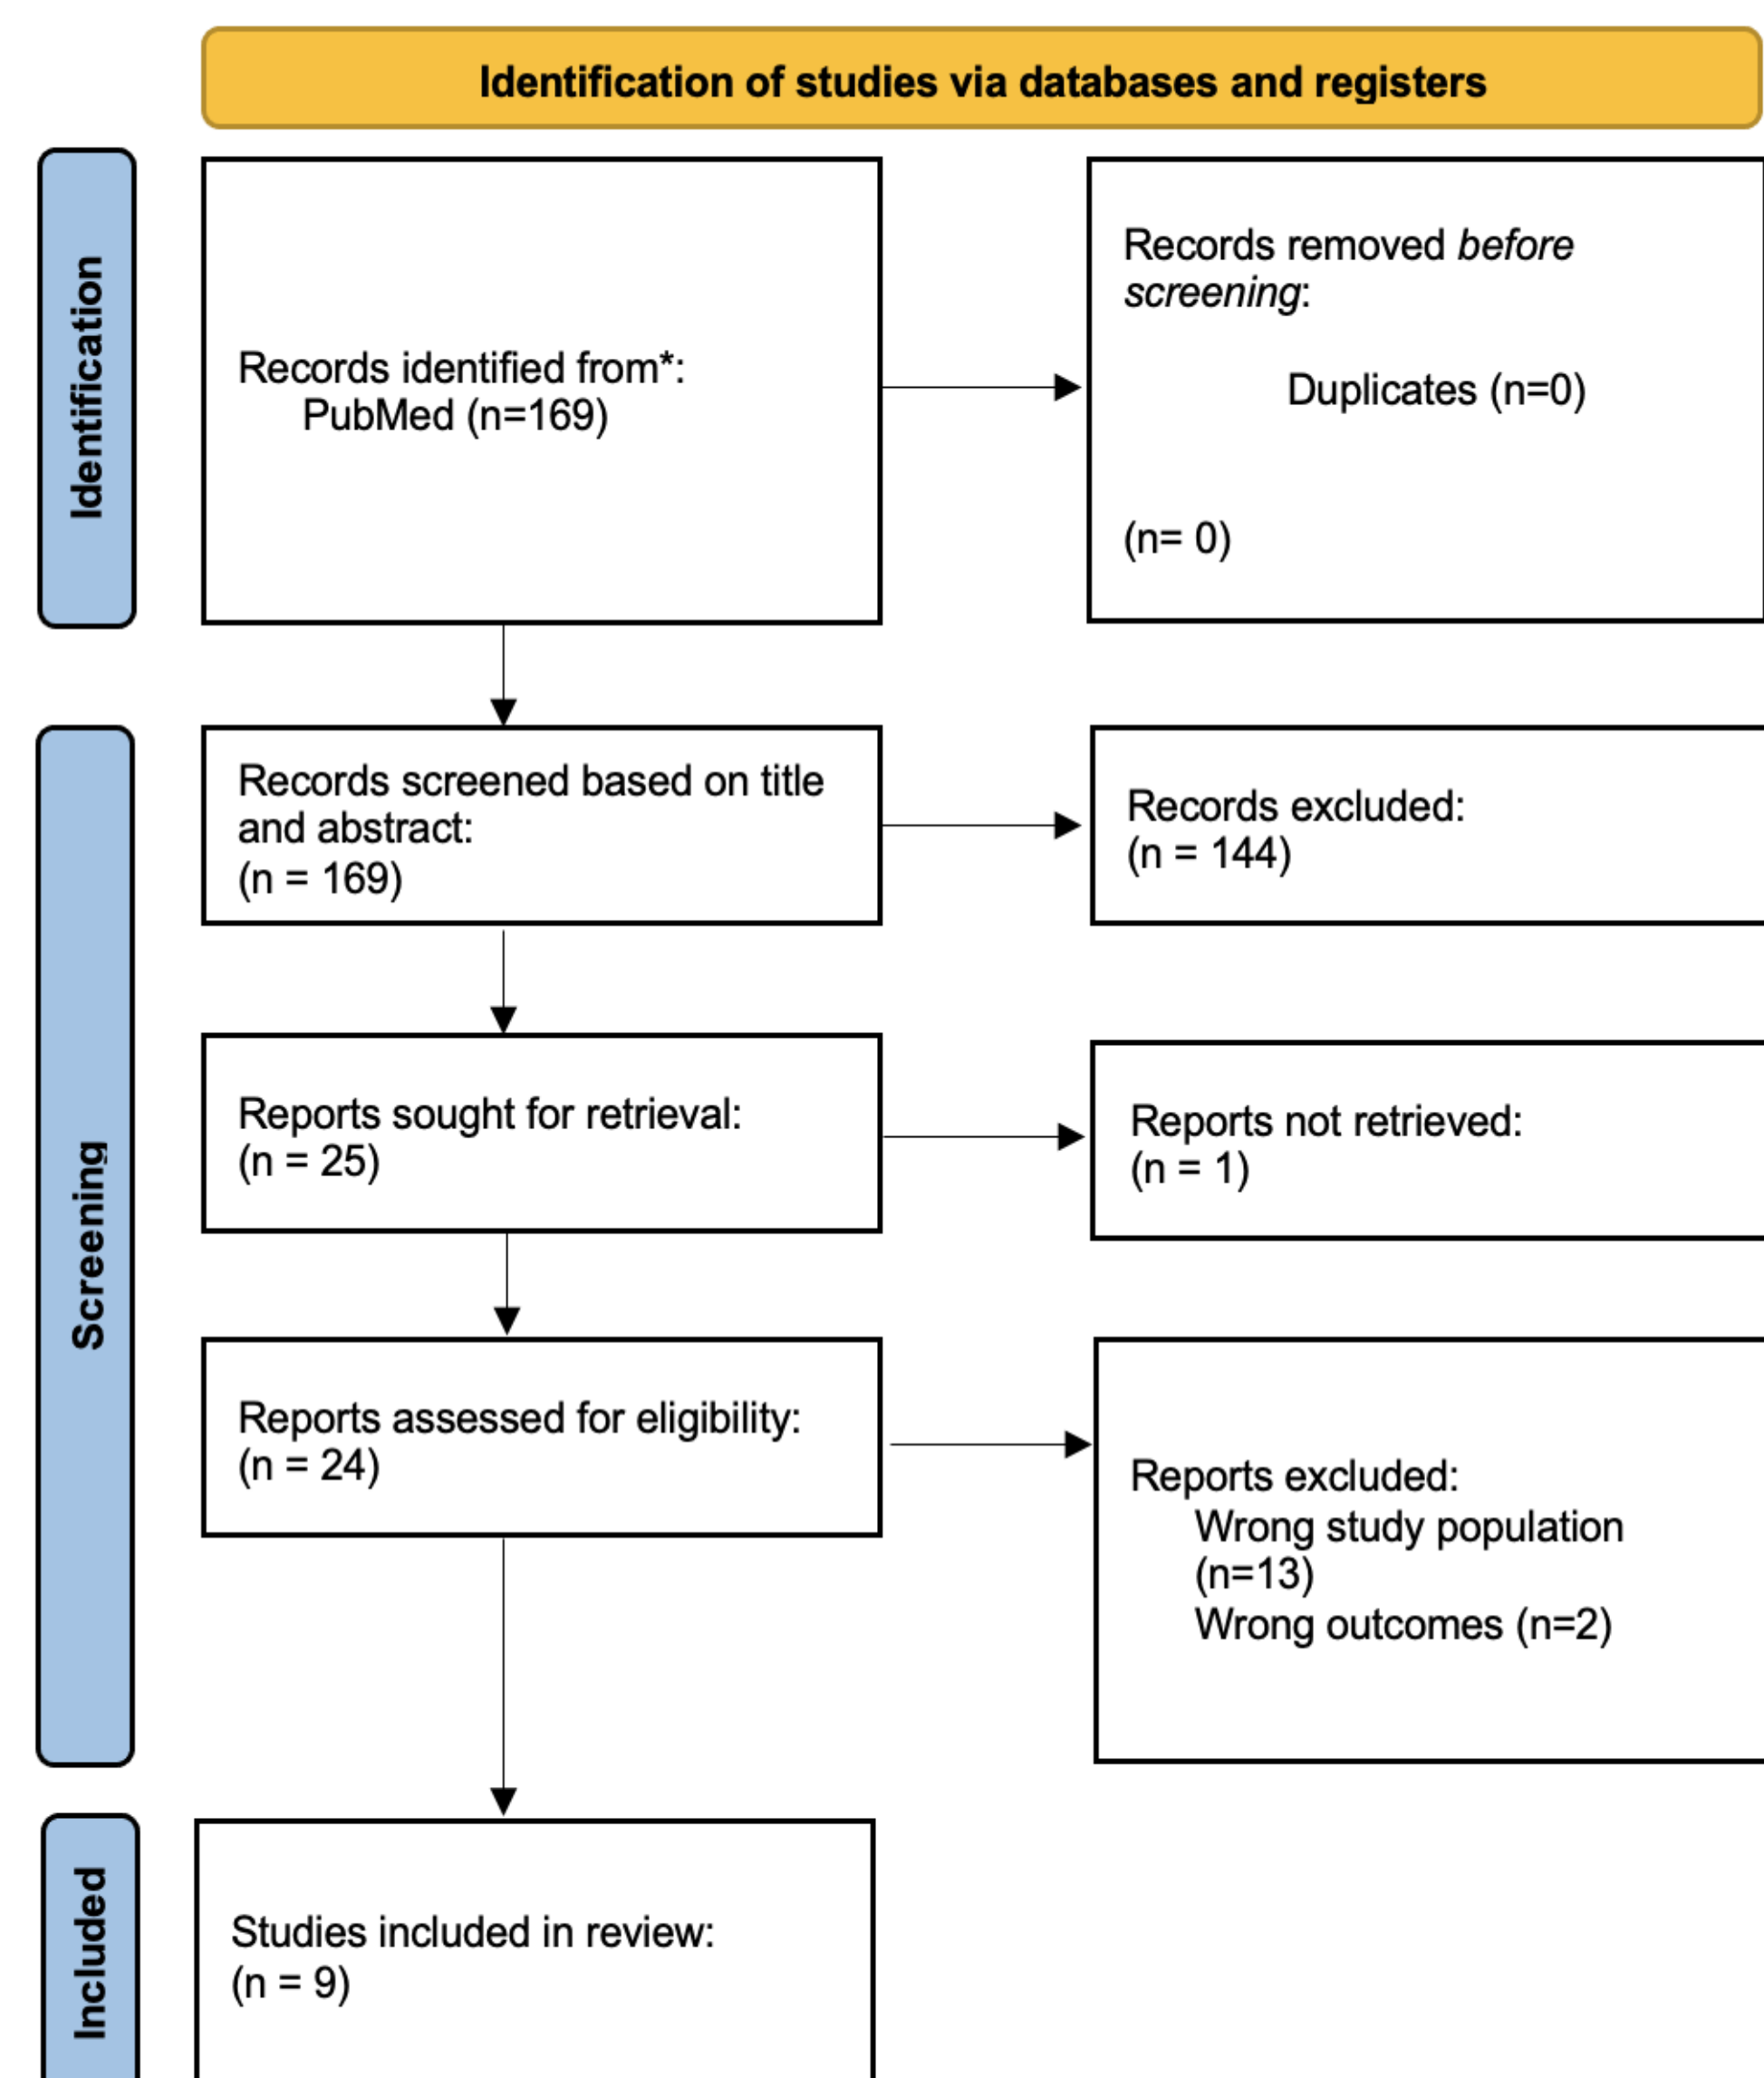 Identification of studies via databases and registers
Identification
Records identified from*:
PubMed (n=169)
Records removed before
screening:
Duplicates (n=0)
(n= 0)
Screening
Records screened based on title
and abstract:
(n = 169)
Records excluded:
(n = 144)
Reports sought for retrieval:
(n = 25)
Reports not retrieved:
(n = 1)
Reports assessed for eligibility:
(n = 24)
Reports excluded:
Wrong study population
(n=13)
Wrong outcomes (n=2)
Included
Studies included in review:
(n = 9)